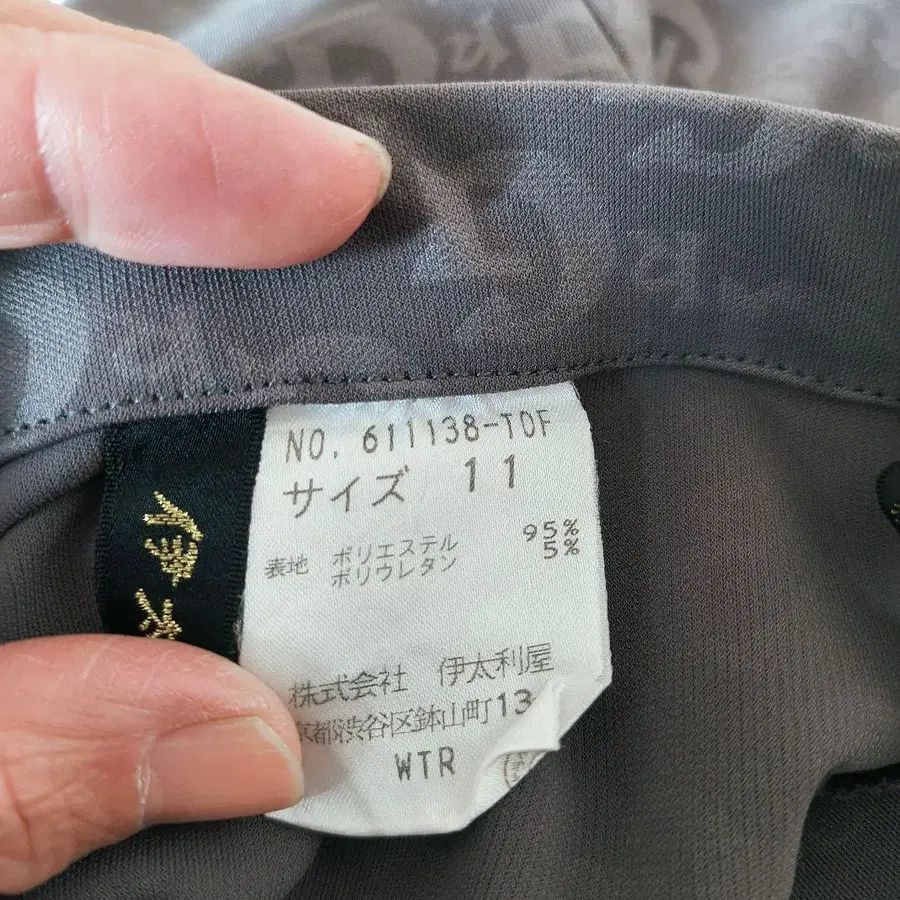 NO. 611138-TOF
サイズ 11
表地 ポリエステル 95%
ポリウレタン 5%
株式会社 伊太利屋
京都渋谷区鉢山町13
WTR
伊太